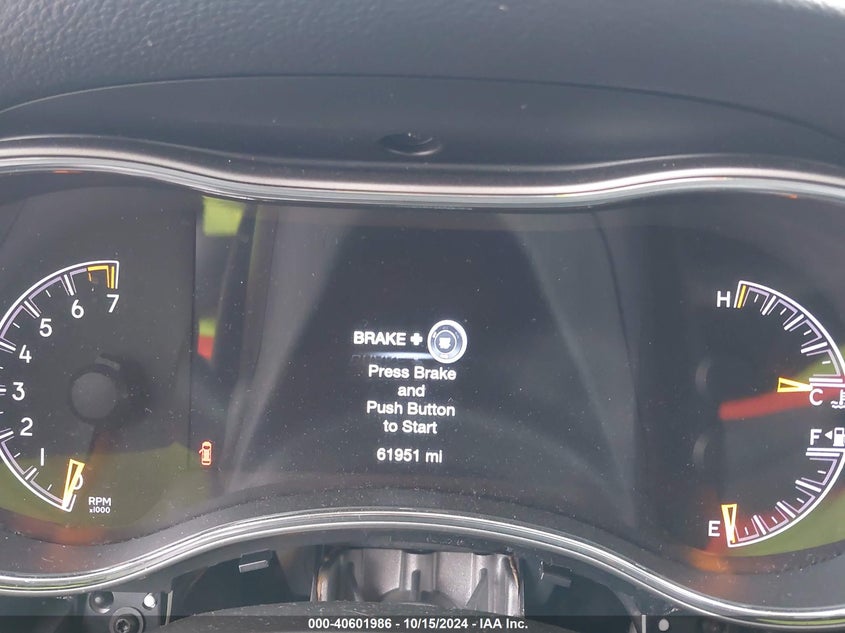 7
6
5
4
3
2
1
0
RPM
x1000
BRAKE +
Press Brake
and
Push Button
to Start
61951 mi
H
C
F
E
000-40601986 - 10/15/2024 - IAA Inc.